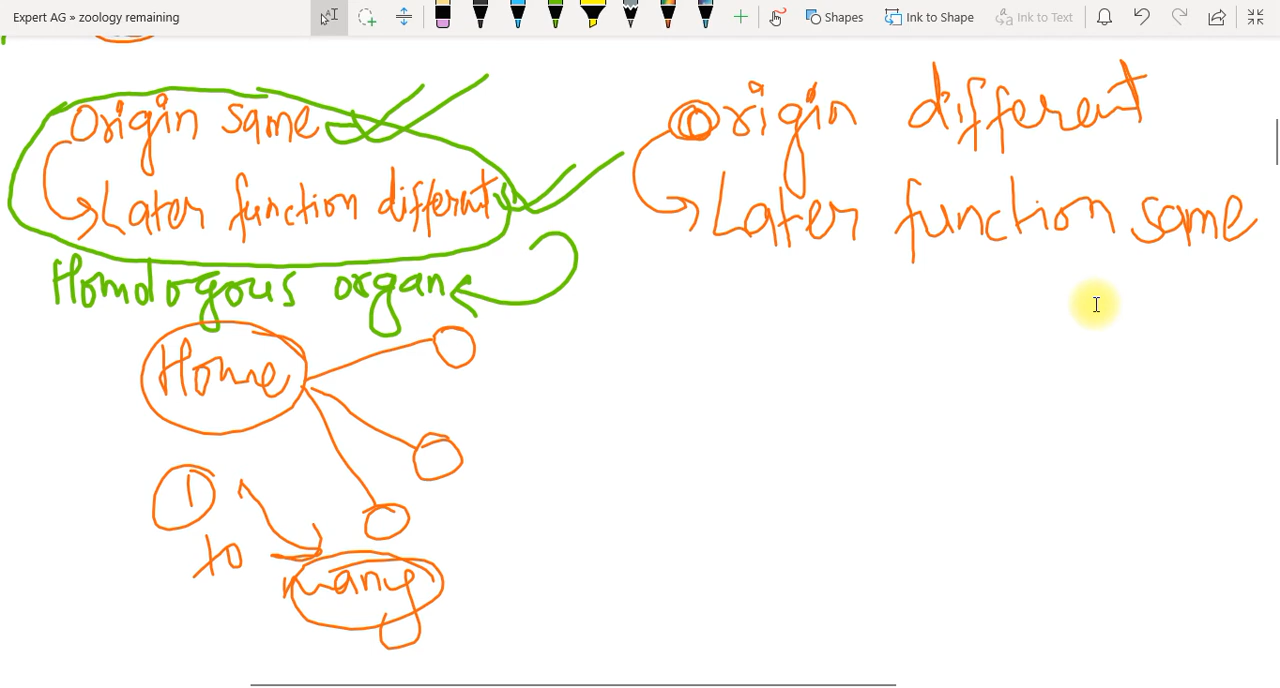 Expert AG » zoology remaining
Shapes
Ink to Shape
Ink to Text
Origin same
Later function different
Homologous organ
Home
1
to
many
Origin different
Later function same